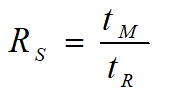 R_S = t_M / t_R